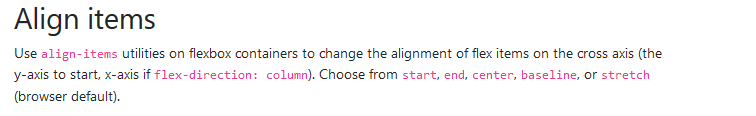 Align items
Use align-items utilities on flexbox containers to change the alignment of flex items on the cross axis (the
y-axis to start, x-axis if flex-direction: column). Choose from start, end, center, baseline, or stretch
(browser default).